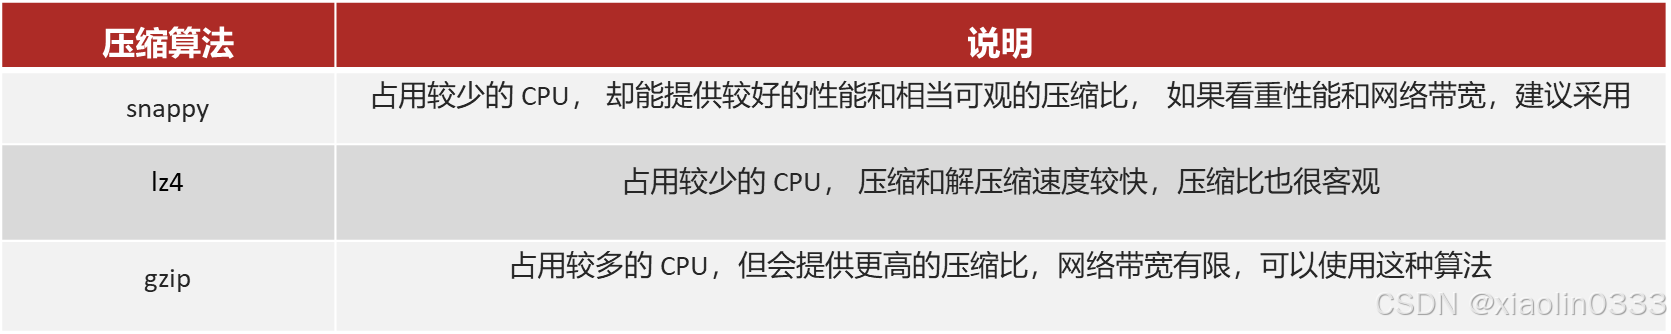 压缩算法 说明
snappy 占用较少的 CPU， 却能提供较好的性能和相当可观的压缩比， 如果看重性能和网络带宽，建议采用
lz4 占用较少的 CPU， 压缩和解压缩速度较快，压缩比也很客观
gzip 占用较多的 CPU，但会提供更高的压缩比，网络带宽有限，可以使用这种算法
CSDN @xiaolin0333